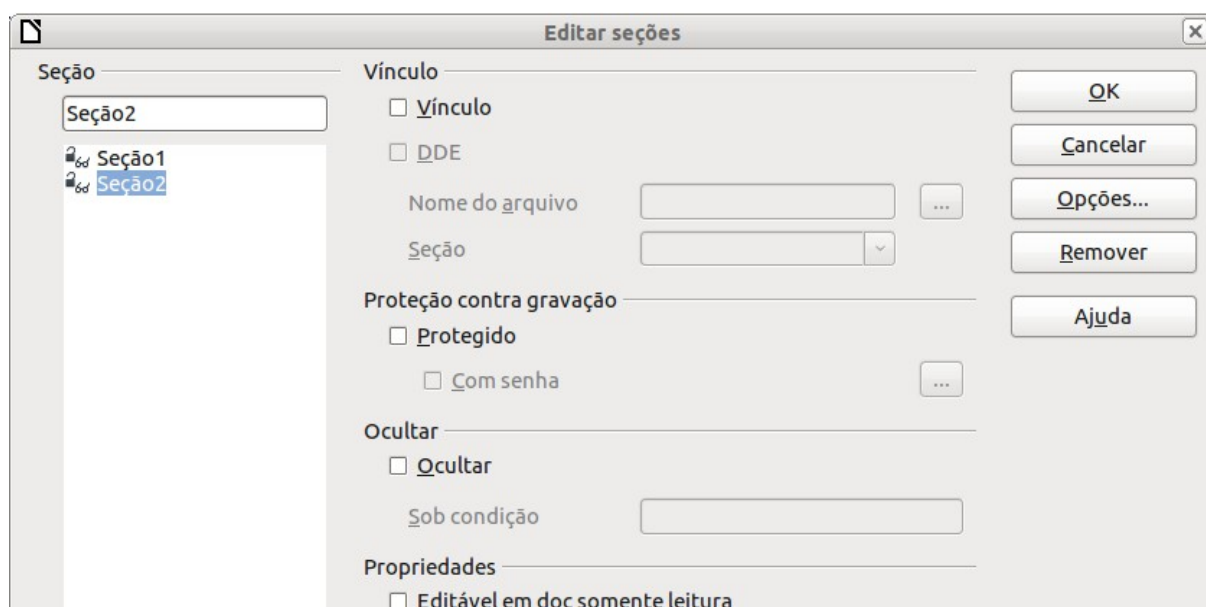 Editar seções
Seção
Seção2
Seção1
Seção2
Vínculo
Vínculo
DDE
Nome do arquivo
...
Seção
Proteção contra gravação
Protegido
Com senha
...
Ocultar
Ocultar
Sob condição
Propriedades
Editável em doc somente leitura
OK
Cancelar
Opções...
Remover
Ajuda